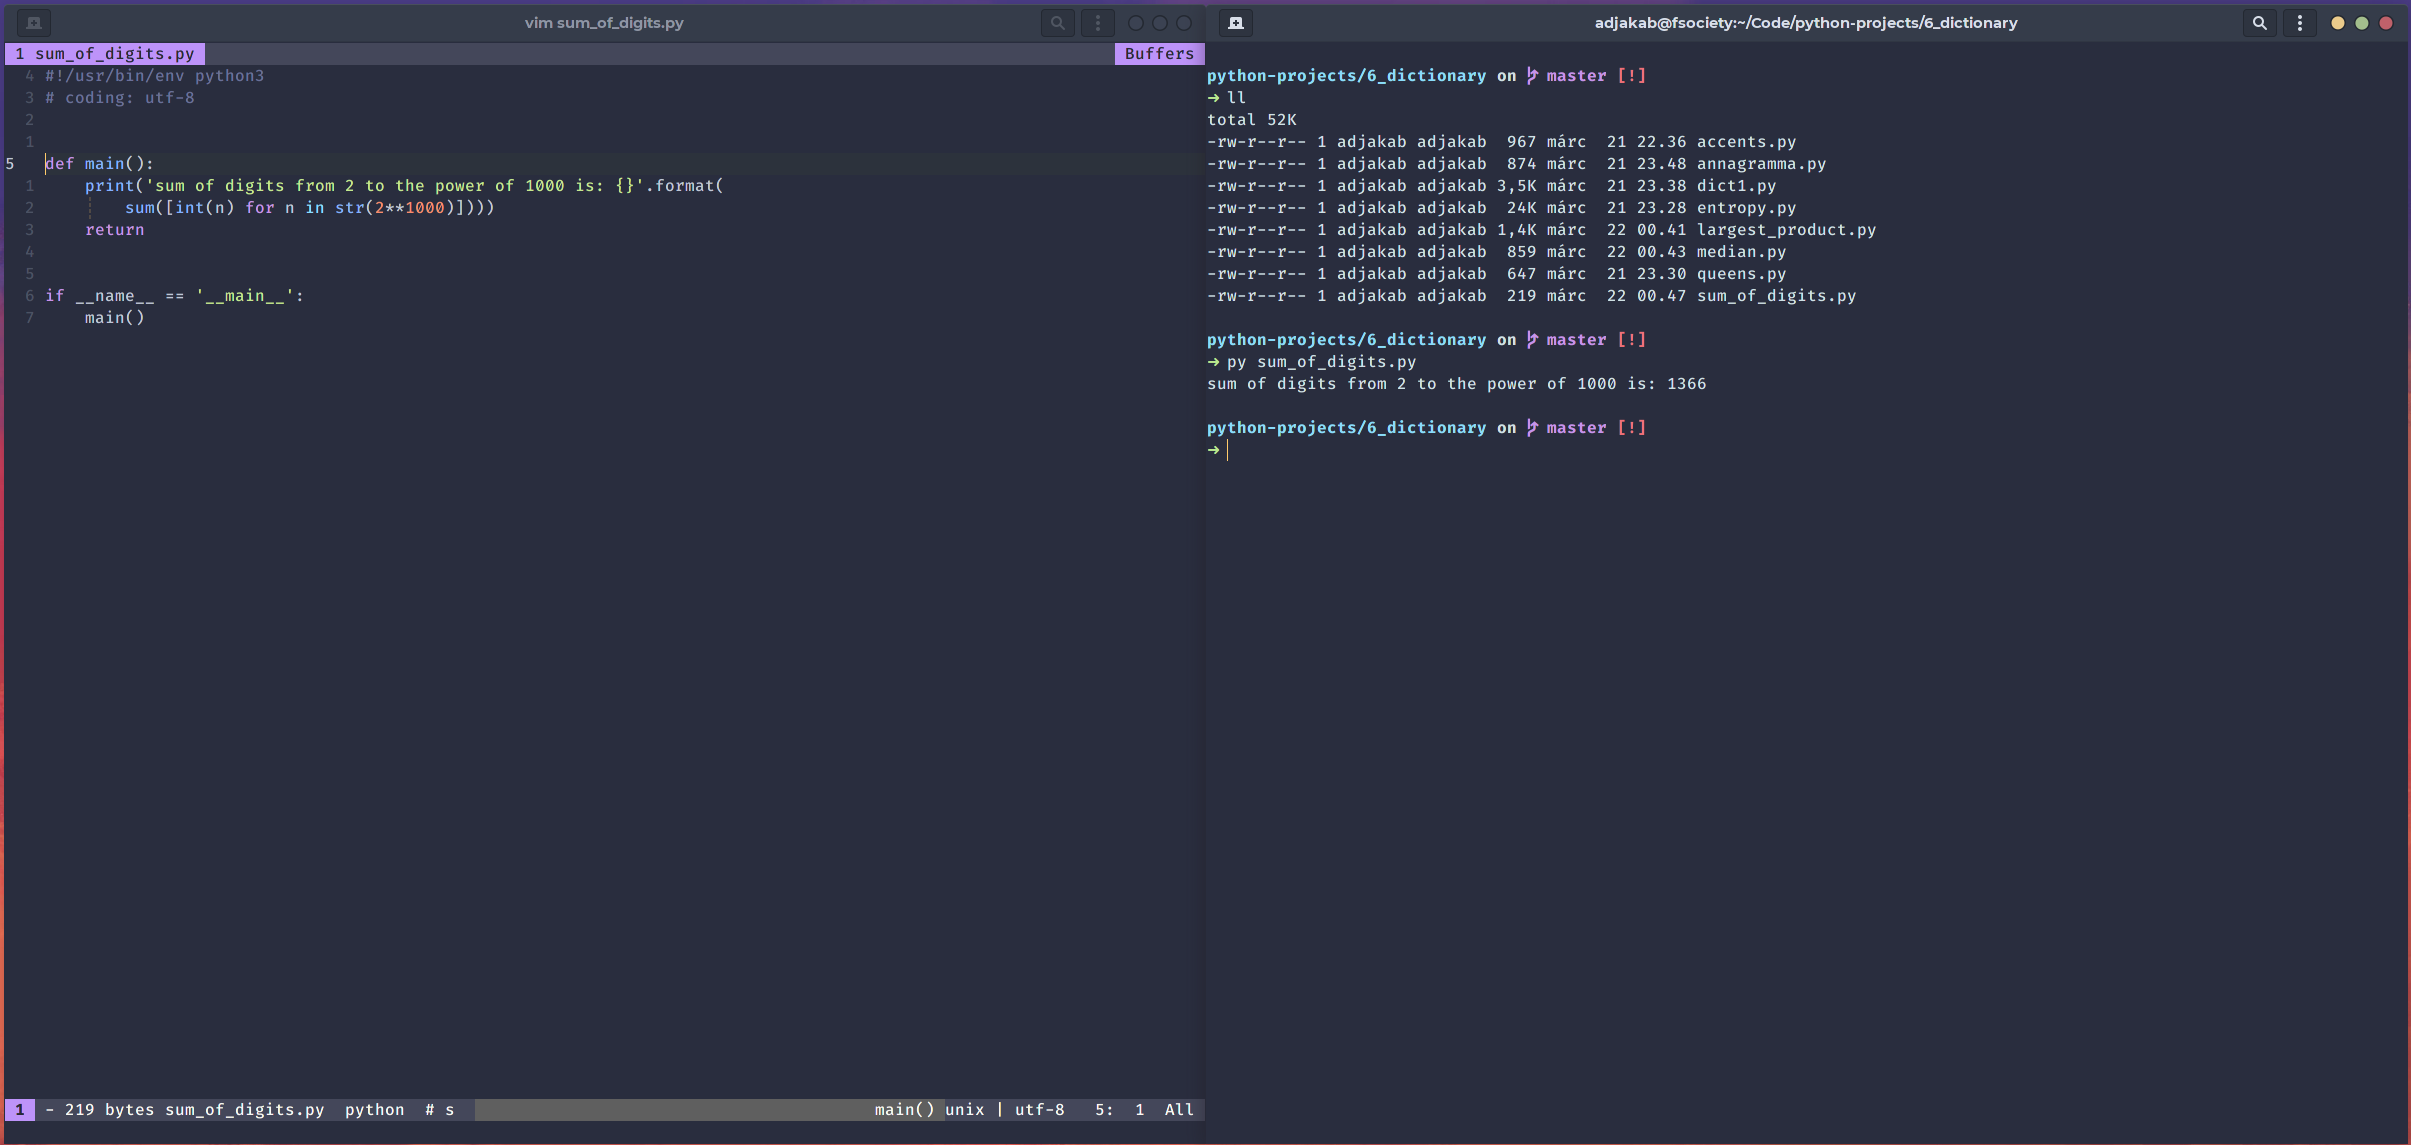 vim sum_of_digits.py
1 sum_of_digits.py Buffers
4 #!/usr/bin/env python3
3 # coding: utf-8
2
1
5 def main():
1 print('sum of digits from 2 to the power of 1000 is: {}'.format(
2 sum([int(n) for n in str(2**1000)])))
3 return
4
5
6 if __name__ == '__main__':
7 main()
1 - 219 bytes sum_of_digits.py python # s main() unix | utf-8 5: 1 All
adjakab@fsociety:~/Code/python-projects/6_dictionary
python-projects/6_dictionary on master [!]
➜ ll
total 52K
-rw-r--r-- 1 adjakab adjakab 967 márc 21 22.36 accents.py
-rw-r--r-- 1 adjakab adjakab 874 márc 21 23.48 annagramma.py
-rw-r--r-- 1 adjakab adjakab 3,5K márc 21 23.38 dict1.py
-rw-r--r-- 1 adjakab adjakab 24K márc 21 23.28 entropy.py
-rw-r--r-- 1 adjakab adjakab 1,4K márc 22 00.41 largest_product.py
-rw-r--r-- 1 adjakab adjakab 859 márc 22 00.43 median.py
-rw-r--r-- 1 adjakab adjakab 647 márc 21 23.30 queens.py
-rw-r--r-- 1 adjakab adjakab 219 márc 22 00.47 sum_of_digits.py
python-projects/6_dictionary on master [!]
➜ py sum_of_digits.py
sum of digits from 2 to the power of 1000 is: 1366
python-projects/6_dictionary on master [!]
➜